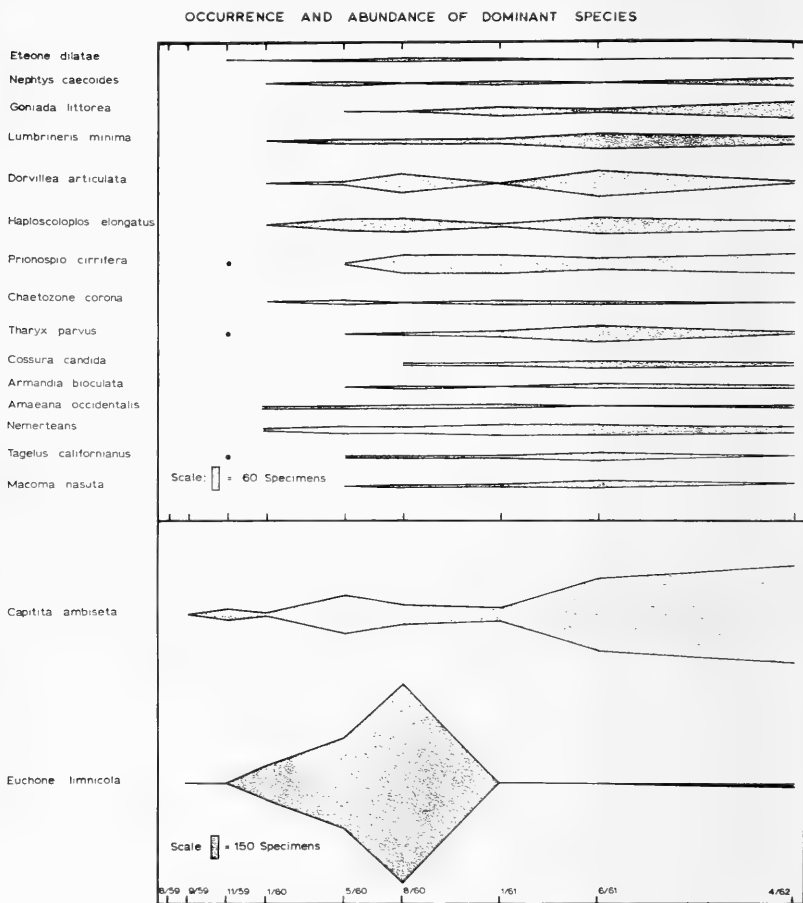 OCCURRENCE AND ABUNDANCE OF DOMINANT SPECIES
Eteone dilatae
Nephtys caecoides
Goniada littorea
Lumbrineris minima
Dorvillea articulata
Haploscoloplos elongatus
Prionospio cirrifera
Chaetozone corona
Tharyx parvus
Cossura candida
Armandia bioculata
Amaeana occidentalis
Nemerteans
Tagelus californianus
Scale: = 60 Specimens
Macoma nasuta
Capitita ambiseta
Euchone limnicola
Scale = 150 Specimens
8/59 9/59 11/59 1/60 5/60 8/60 1/61 6/61 4/62